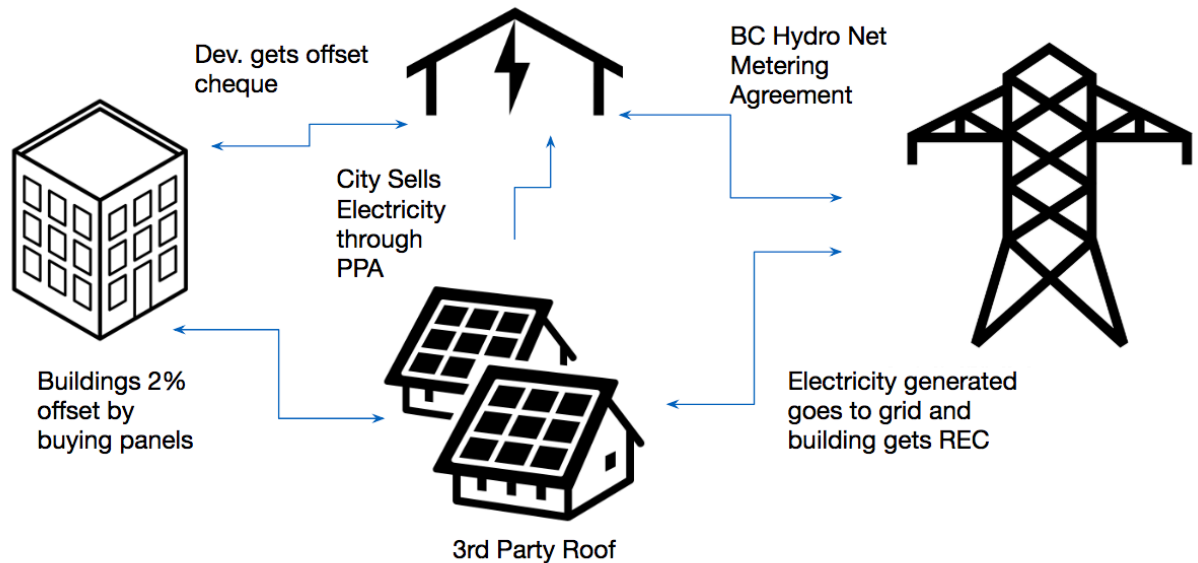 Dev. gets offset
cheque
BC Hydro Net
Metering
Agreement
City Sells
Electricity
through
PPA
Buildings 2%
offset by
buying panels
Electricity generated
goes to grid and
building gets REC
3rd Party Roof